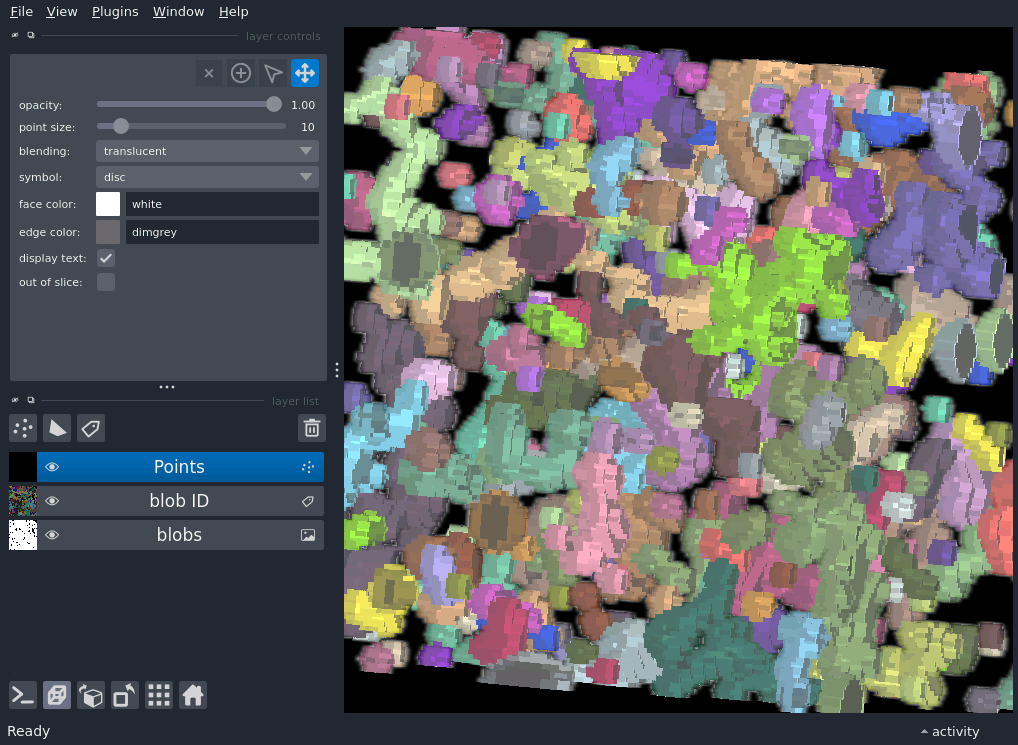 File View Plugins Window Help
layer controls
opacity: 1.00
point size: 10
blending: translucent
symbol: disc
face color: white
edge color: dimgrey
display text:
out of slice:
layer list
Points
blob ID
blobs
Ready activity